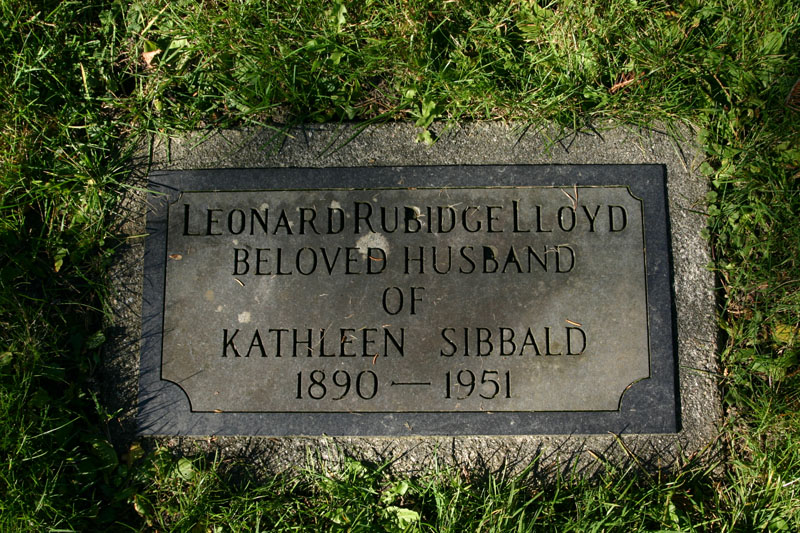 LEONARD RUBIDGE LLOYD
BELOVED HUSBAND
OF
KATHLEEN SIBBALD
1890 — 1951